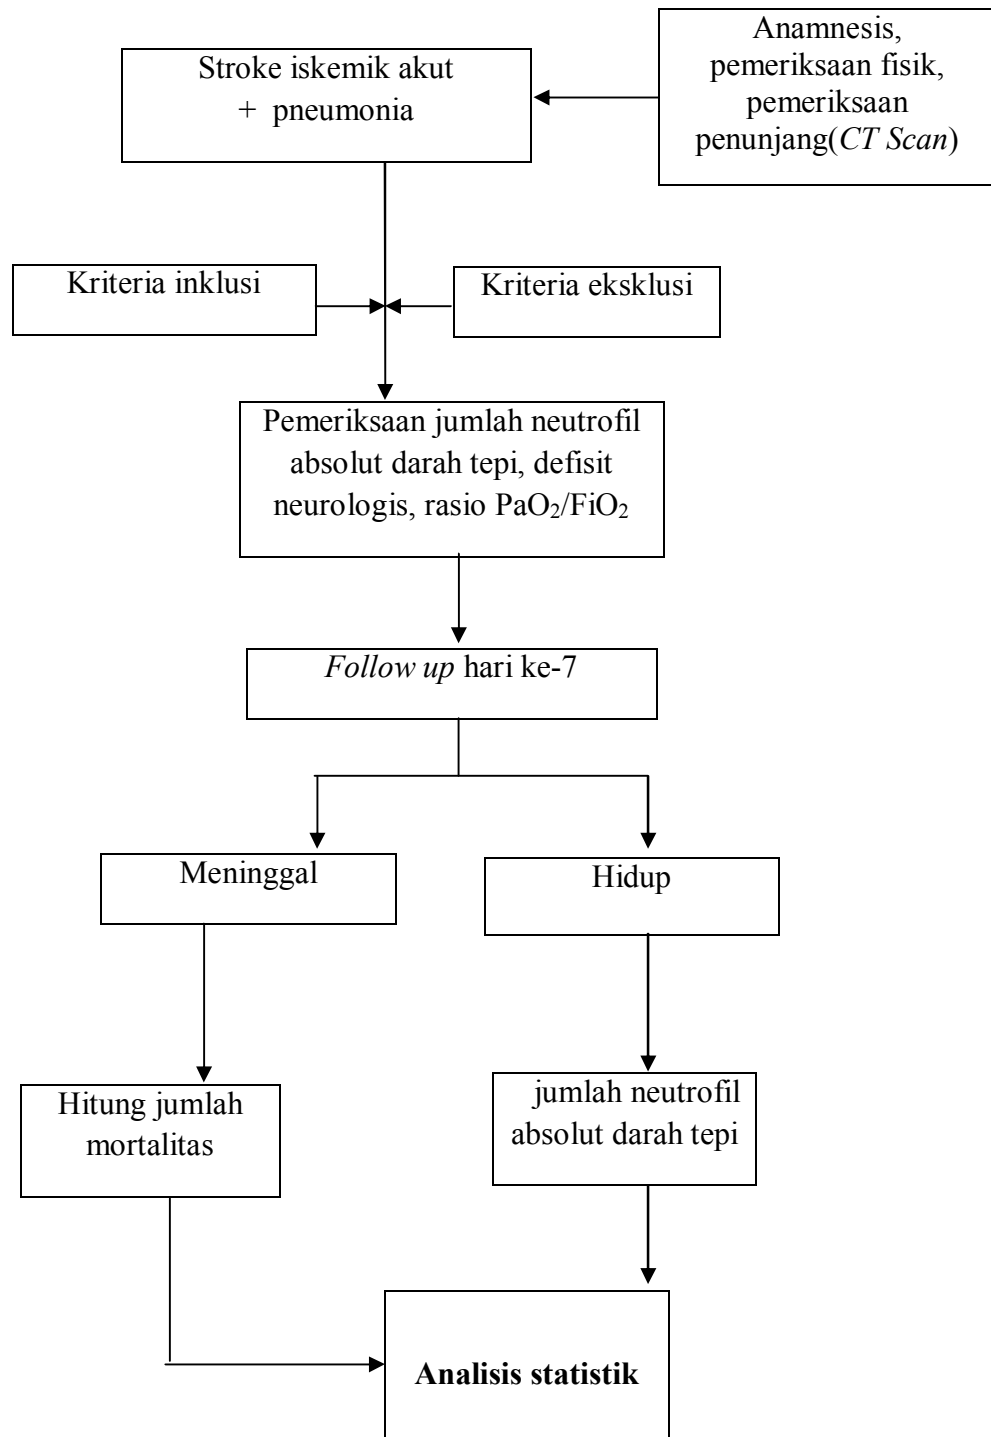 Stroke iskemik akut
+ pneumonia
Anamnesis,
pemeriksaan fisik,
pemeriksaan
penunjang(CT Scan)
Kriteria inklusi
Kriteria eksklusi
Pemeriksaan jumlah neutrofil
absolut darah tepi, defisit
neurologis, rasio PaO₂/FiO₂
Follow up hari ke-7
Meninggal
Hidup
Hitung jumlah
mortalitas
jumlah neutrofil
absolut darah tepi
Analisis statistik